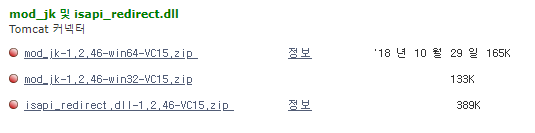 mod_jk 및 isapi_redirect.dll
Tomcat 커넥터
mod_jk-1.2.46-win64-VC15.zip 정보 '18 년 10 월 29 일 165K
mod_jk-1.2.46-win32-VC15.zip 133K
isapi_redirect.dll-1.2.46-VC15.zip 정보 389K